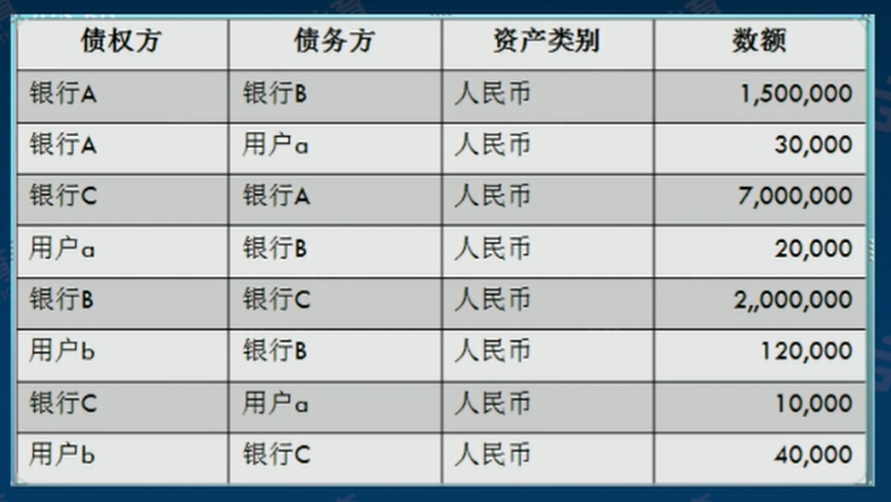 债权方 债务方 资产类别 数额
银行A 银行B 人民币 1,500,000
银行A 用户a 人民币 30,000
银行C 银行A 人民币 7,000,000
用户a 银行B 人民币 20,000
银行B 银行C 人民币 2,,000,000
用户b 银行B 人民币 120,000
银行C 用户a 人民币 10,000
用户b 银行C 人民币 40,000